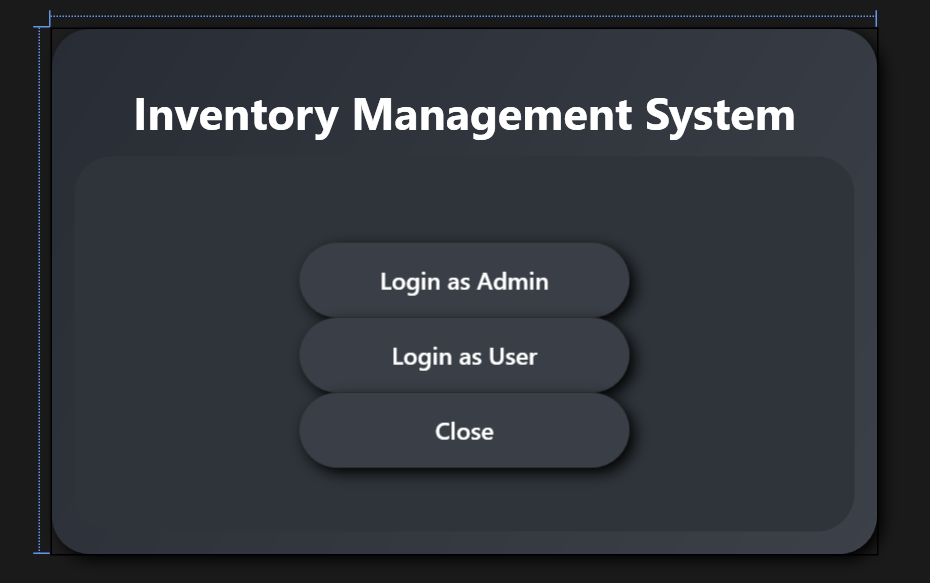 Inventory Management System
Login as Admin
Login as User
Close